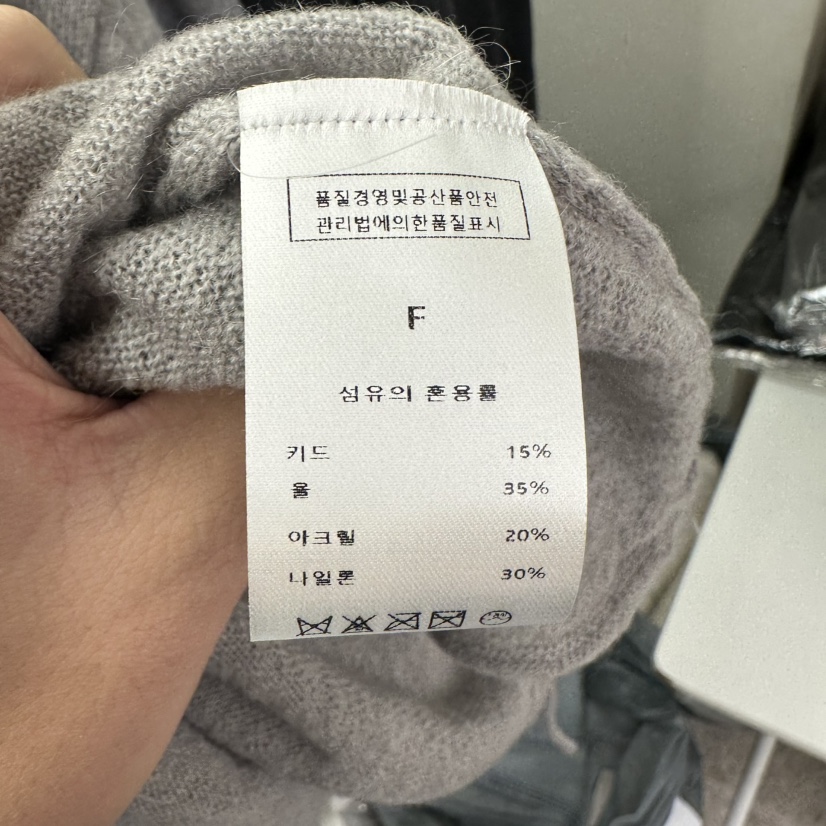 품질경영및공산품안전
관리법에의한품질표시
F
섬유의 혼용률
키드 15%
울 35%
아크릴 20%
나일론 30%